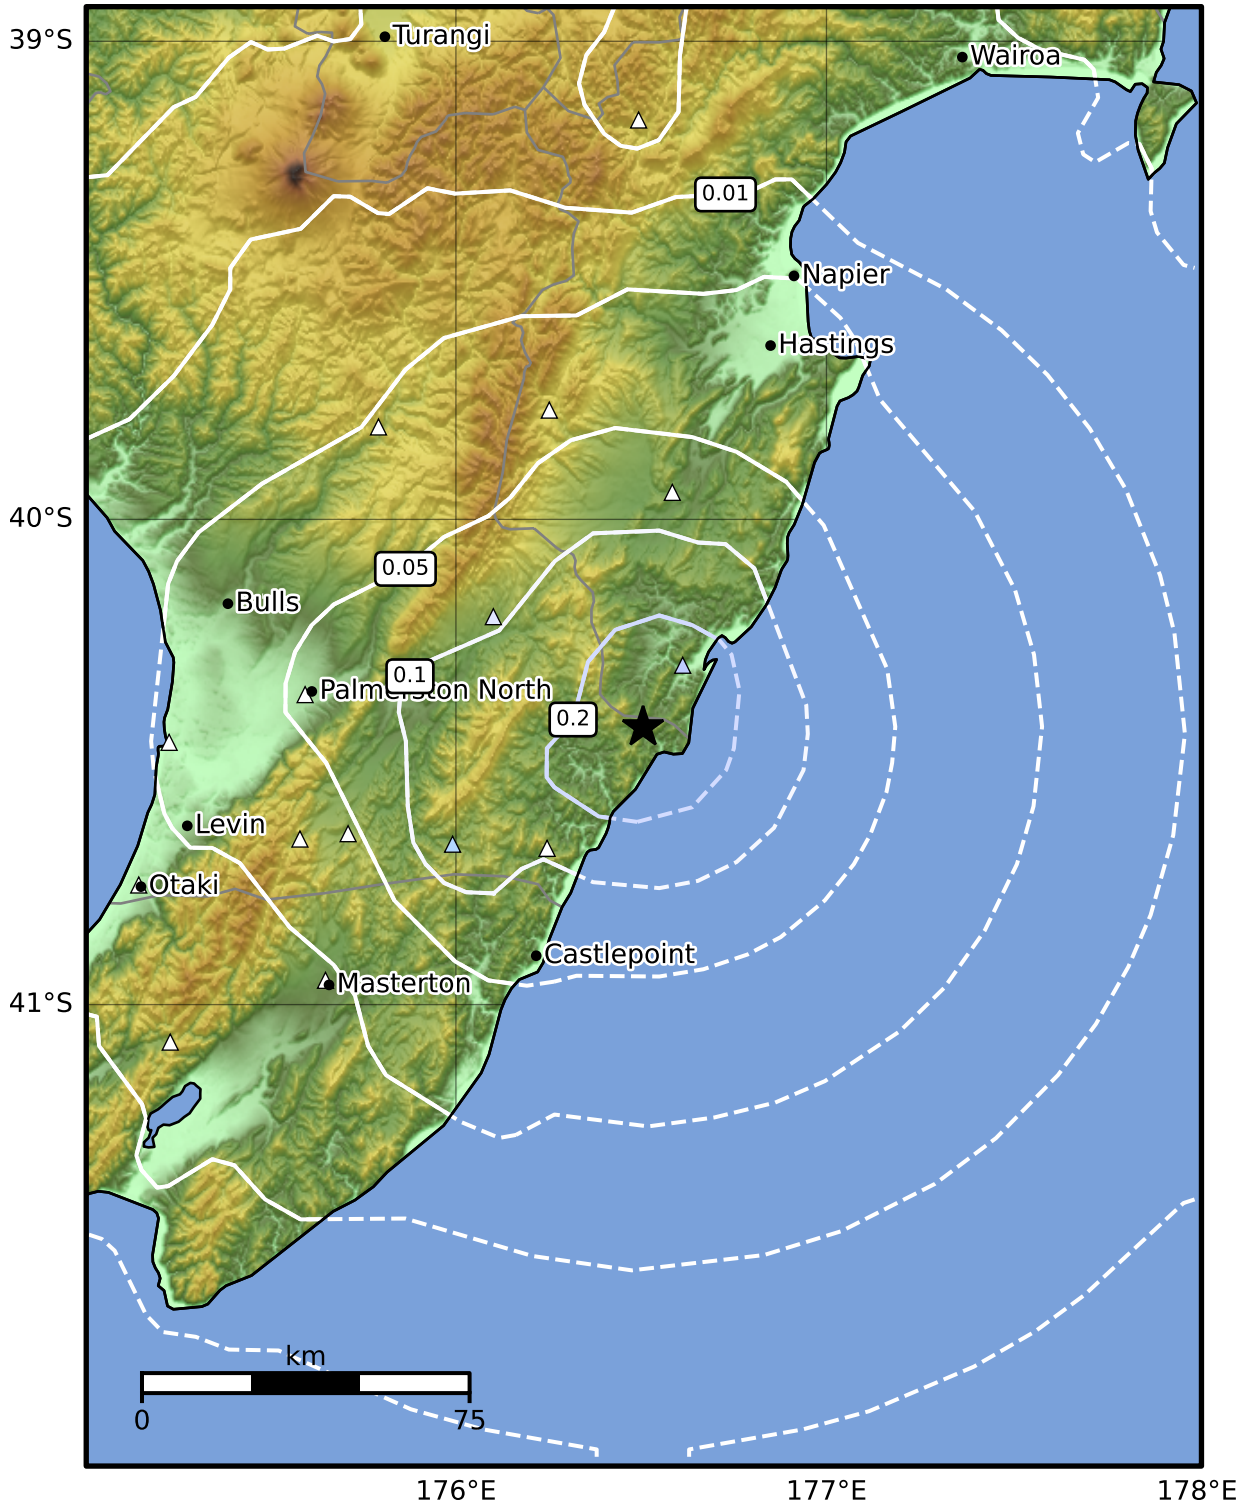 39°S
Turangi
Wairoa
0.01
Napier
Hastings
40°S
0.05
Bulls
0.1
Palmerston North
0.2
Levin
Otaki
Castlepoint
Masterton
41°S
km
0 75
176°E 177°E 178°E